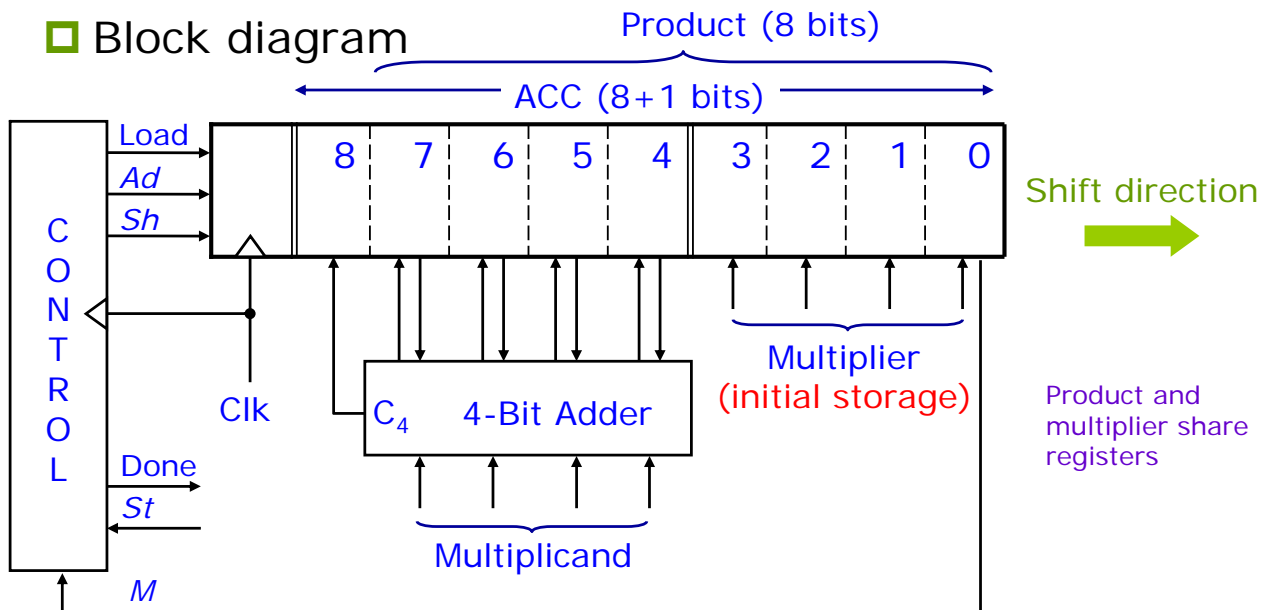 Block diagram
Product (8 bits)
ACC (8+1 bits)
Load
Ad
Sh
8 7 6 5 4 3 2 1 0
Shift direction
CONTROL
Clk
C4 4-Bit Adder
Multiplier
(initial storage)
Product and
multiplier share
registers
Done
St
Multiplicand
M